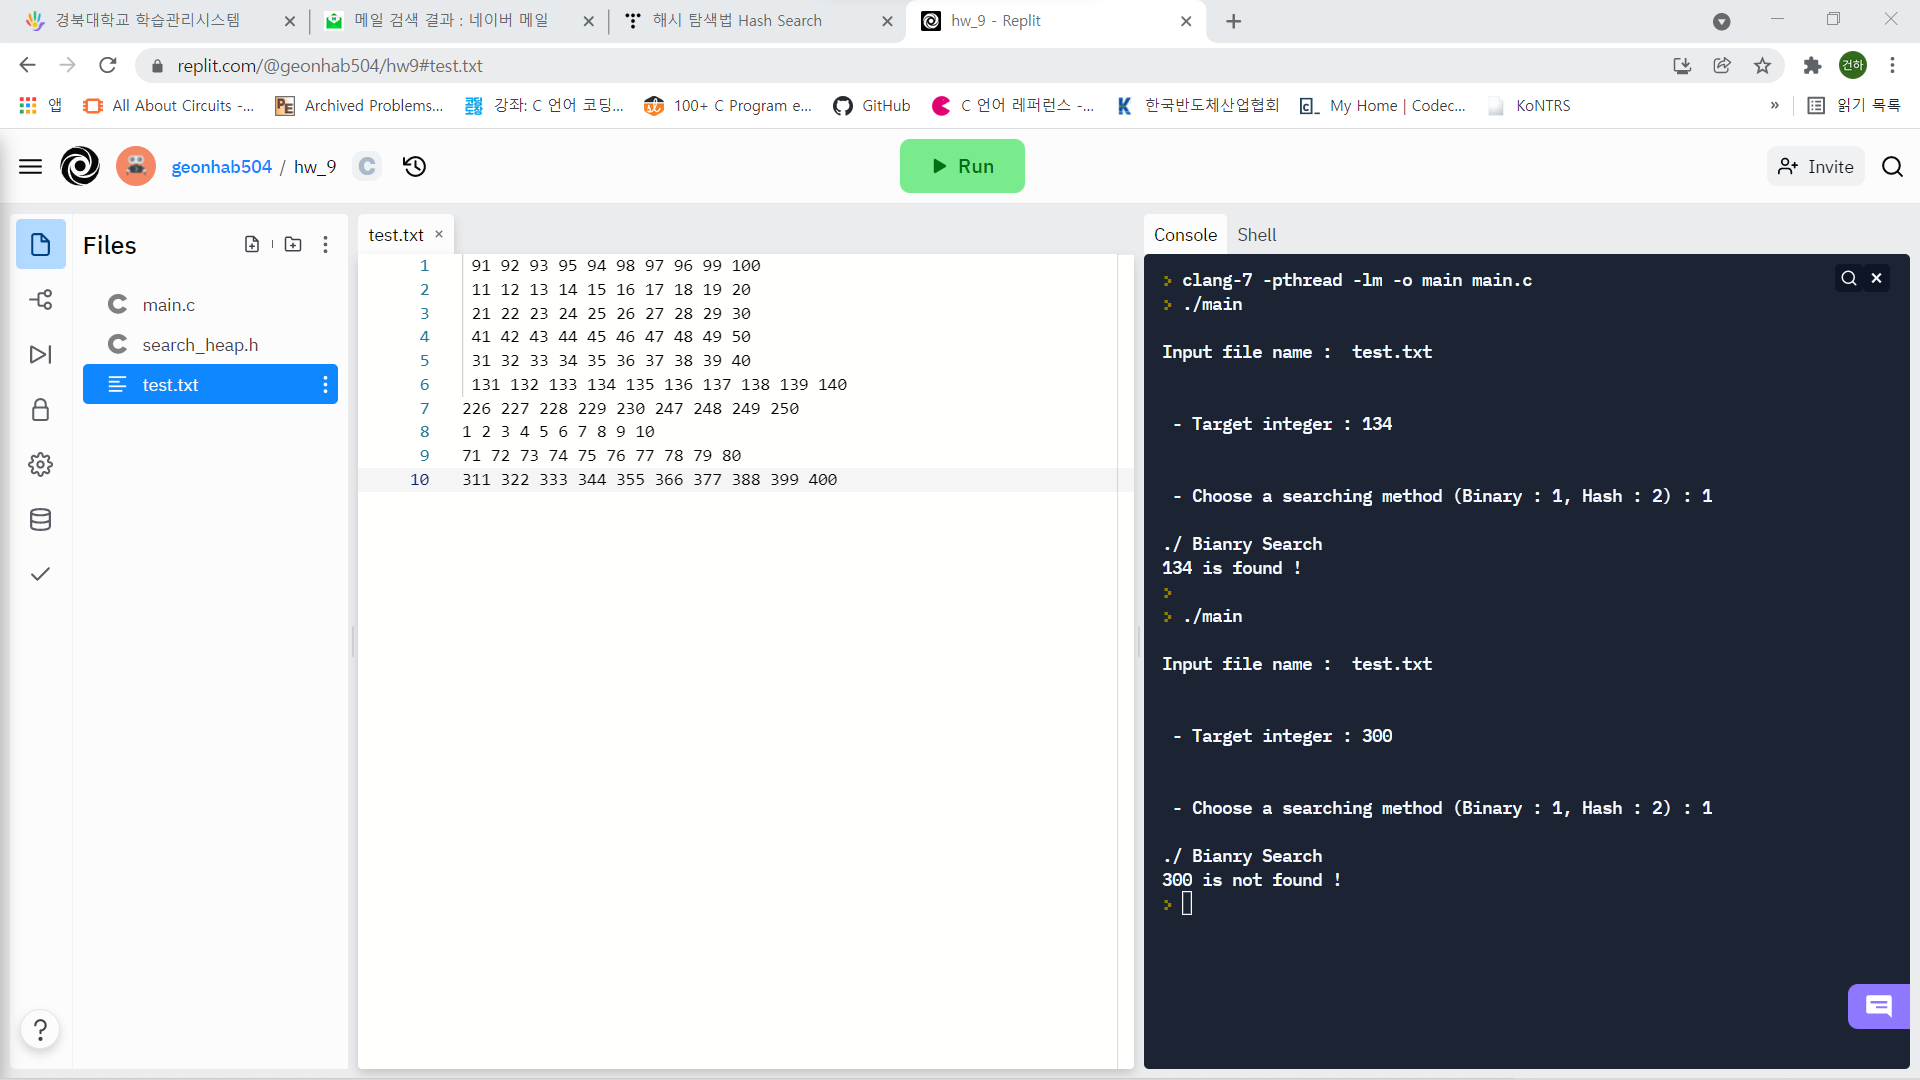 경북대학교 학습관리시스템
메일 검색 결과 : 네이버 메일
해시 탐색법 Hash Search
hw_9 - Replit
replit.com/@geonhab504/hw9#test.txt
건하
앱
All About Circuits -...
Archived Problems...
강좌: C 언어 코딩...
100+ C Program e...
GitHub
C 언어 레퍼런스 -...
한국반도체산업협회
My Home | Codec...
KoNTRS
»
읽기 목록
geonhab504 / hw_9
C
Run
Invite
Files
main.c
search_heap.h
test.txt
test.txt
1 91 92 93 95 94 98 97 96 99 100
2 11 12 13 14 15 16 17 18 19 20
3 21 22 23 24 25 26 27 28 29 30
4 41 42 43 44 45 46 47 48 49 50
5 31 32 33 34 35 36 37 38 39 40
6 131 132 133 134 135 136 137 138 139 140
7 226 227 228 229 230 247 248 249 250
8 1 2 3 4 5 6 7 8 9 10
9 71 72 73 74 75 76 77 78 79 80
10 311 322 333 344 355 366 377 388 399 400
Console
Shell
> clang-7 -pthread -lm -o main main.c
> ./main
Input file name :  test.txt
- Target integer : 134
- Choose a searching method (Binary : 1, Hash : 2) : 1
./ Bianry Search
134 is found !
>
> ./main
Input file name :  test.txt
- Target integer : 300
- Choose a searching method (Binary : 1, Hash : 2) : 1
./ Bianry Search
300 is not found !
>
?